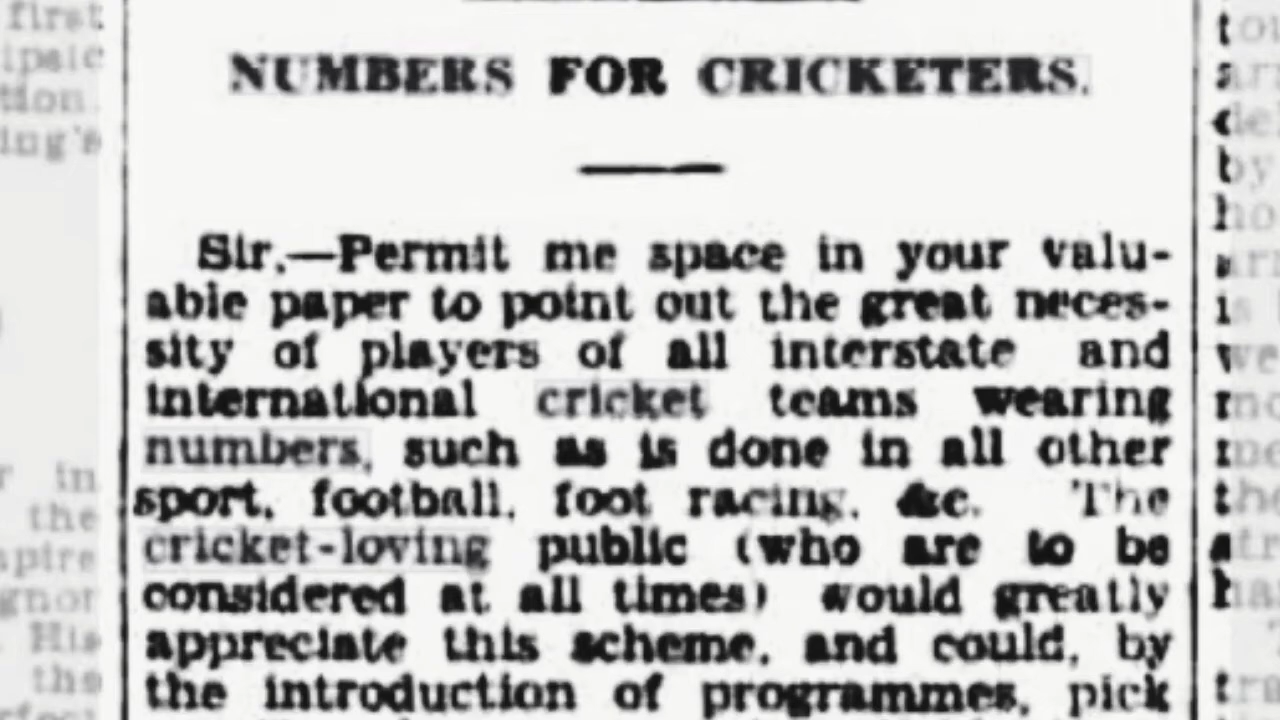 NUMBERS FOR CRICKETERS.
Sir.—Permit me space in your valu-
able paper to point out the great neces-
sity of players of all interstate and
international cricket teams wearing
numbers, such as is done in all other
sport, football, foot racing, &c. The
cricket-loving public (who are to be
considered at all times) would greatly
appreciate this scheme, and could, by
the introduction of programmes, pick